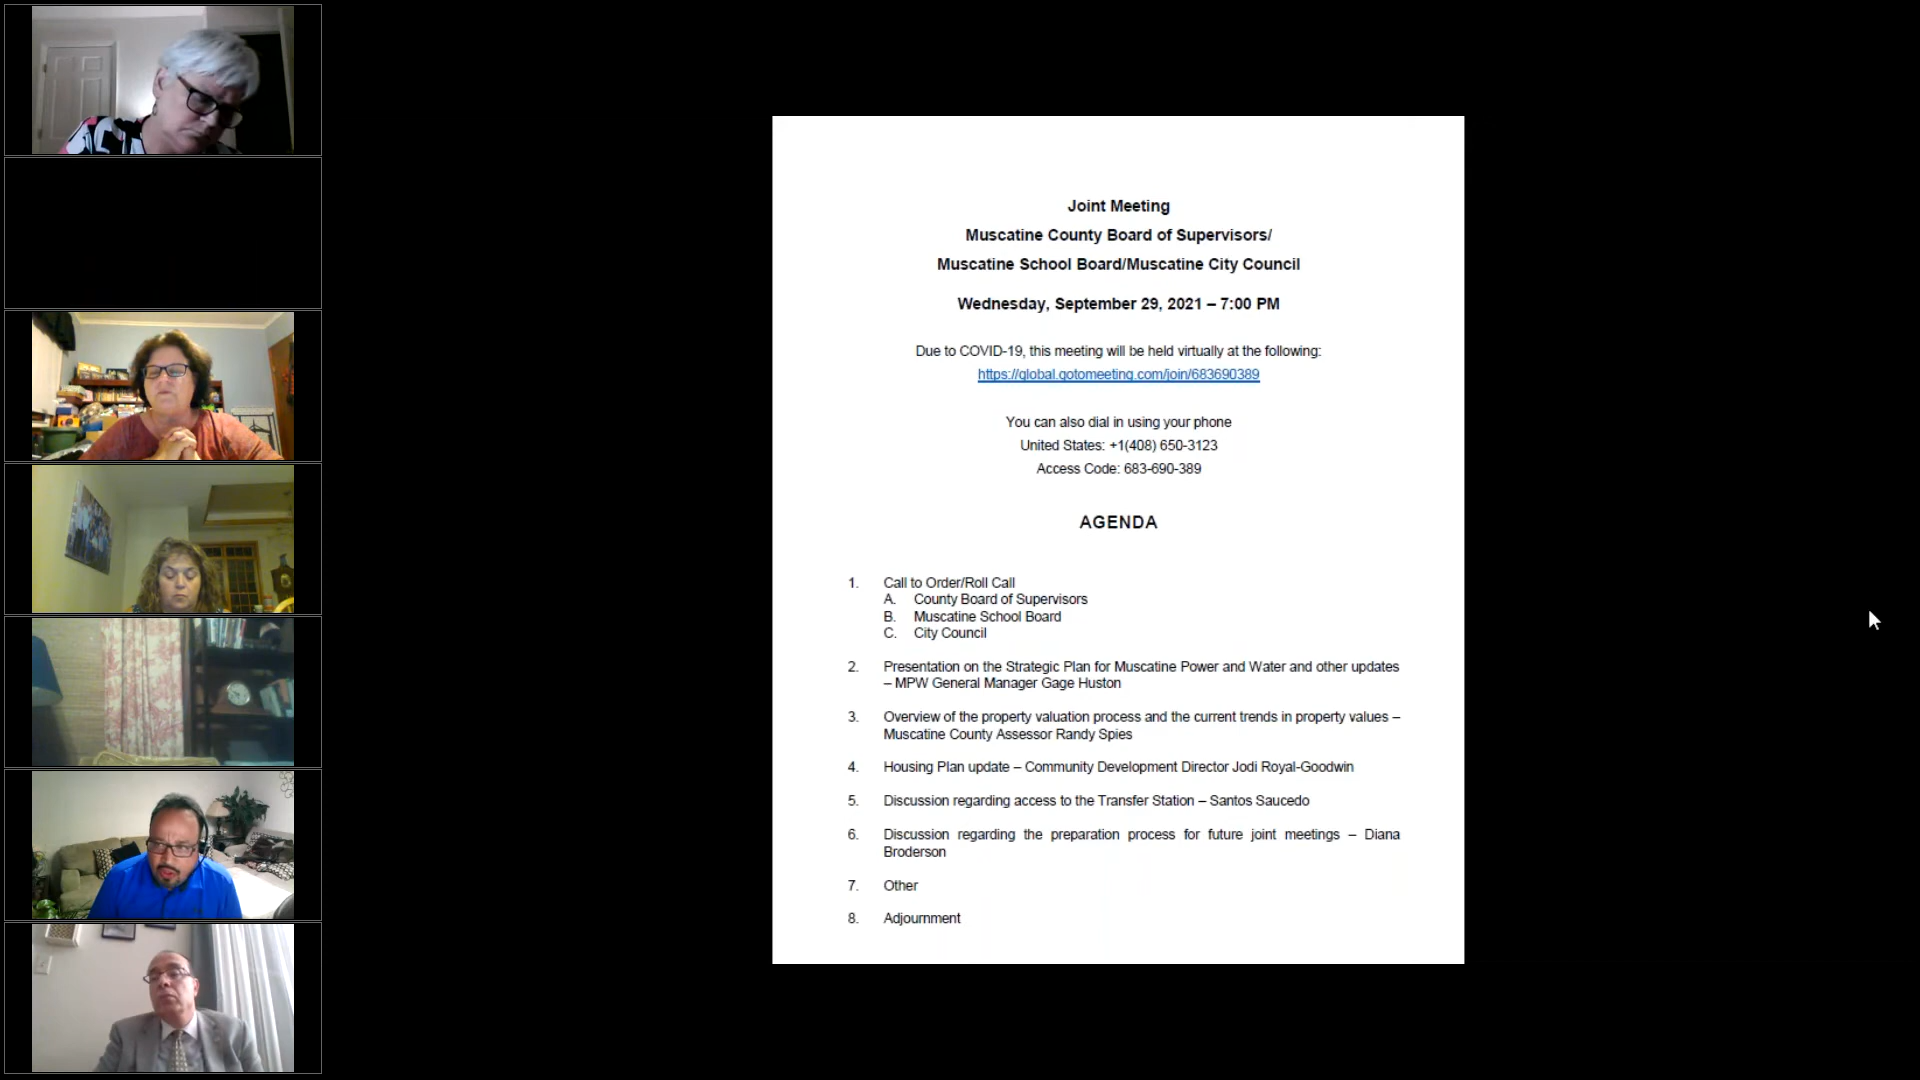 Joint Meeting
Muscatine County Board of Supervisors/
Muscatine School Board/Muscatine City Council
Wednesday, September 29, 2021 – 7:00 PM
Due to COVID-19, this meeting will be held virtually at the following:
https://global.gotomeeting.com/join/683690389
You can also dial in using your phone
United States: +1(408) 650-3123
Access Code: 683-690-389
AGENDA
1. Call to Order/Roll Call
A. County Board of Supervisors
B. Muscatine School Board
C. City Council
2. Presentation on the Strategic Plan for Muscatine Power and Water and other updates
– MPW General Manager Gage Huston
3. Overview of the property valuation process and the current trends in property values –
Muscatine County Assessor Randy Spies
4. Housing Plan update – Community Development Director Jodi Royal-Goodwin
5. Discussion regarding access to the Transfer Station – Santos Saucedo
6. Discussion regarding the preparation process for future joint meetings – Diana
Broderson
7. Other
8. Adjournment